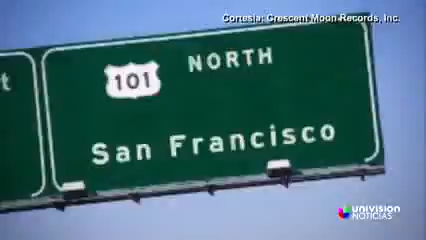 Cortesía: Crescent Moon Records, Inc.
t
101
NORTH
San Francisco
univision
NOTICIAS